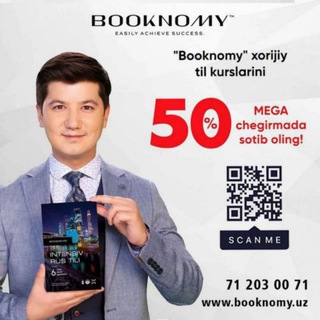 BOOKNOMY™
EASILY ACHIEVE SUCCESS.
"Booknomy" xorijiy
til kurslarini
50%
MEGA
chegirmada
sotib oling!
INTENSIV
RUS TILI
6
SCAN ME
71 203 00 71
www.booknomy.uz